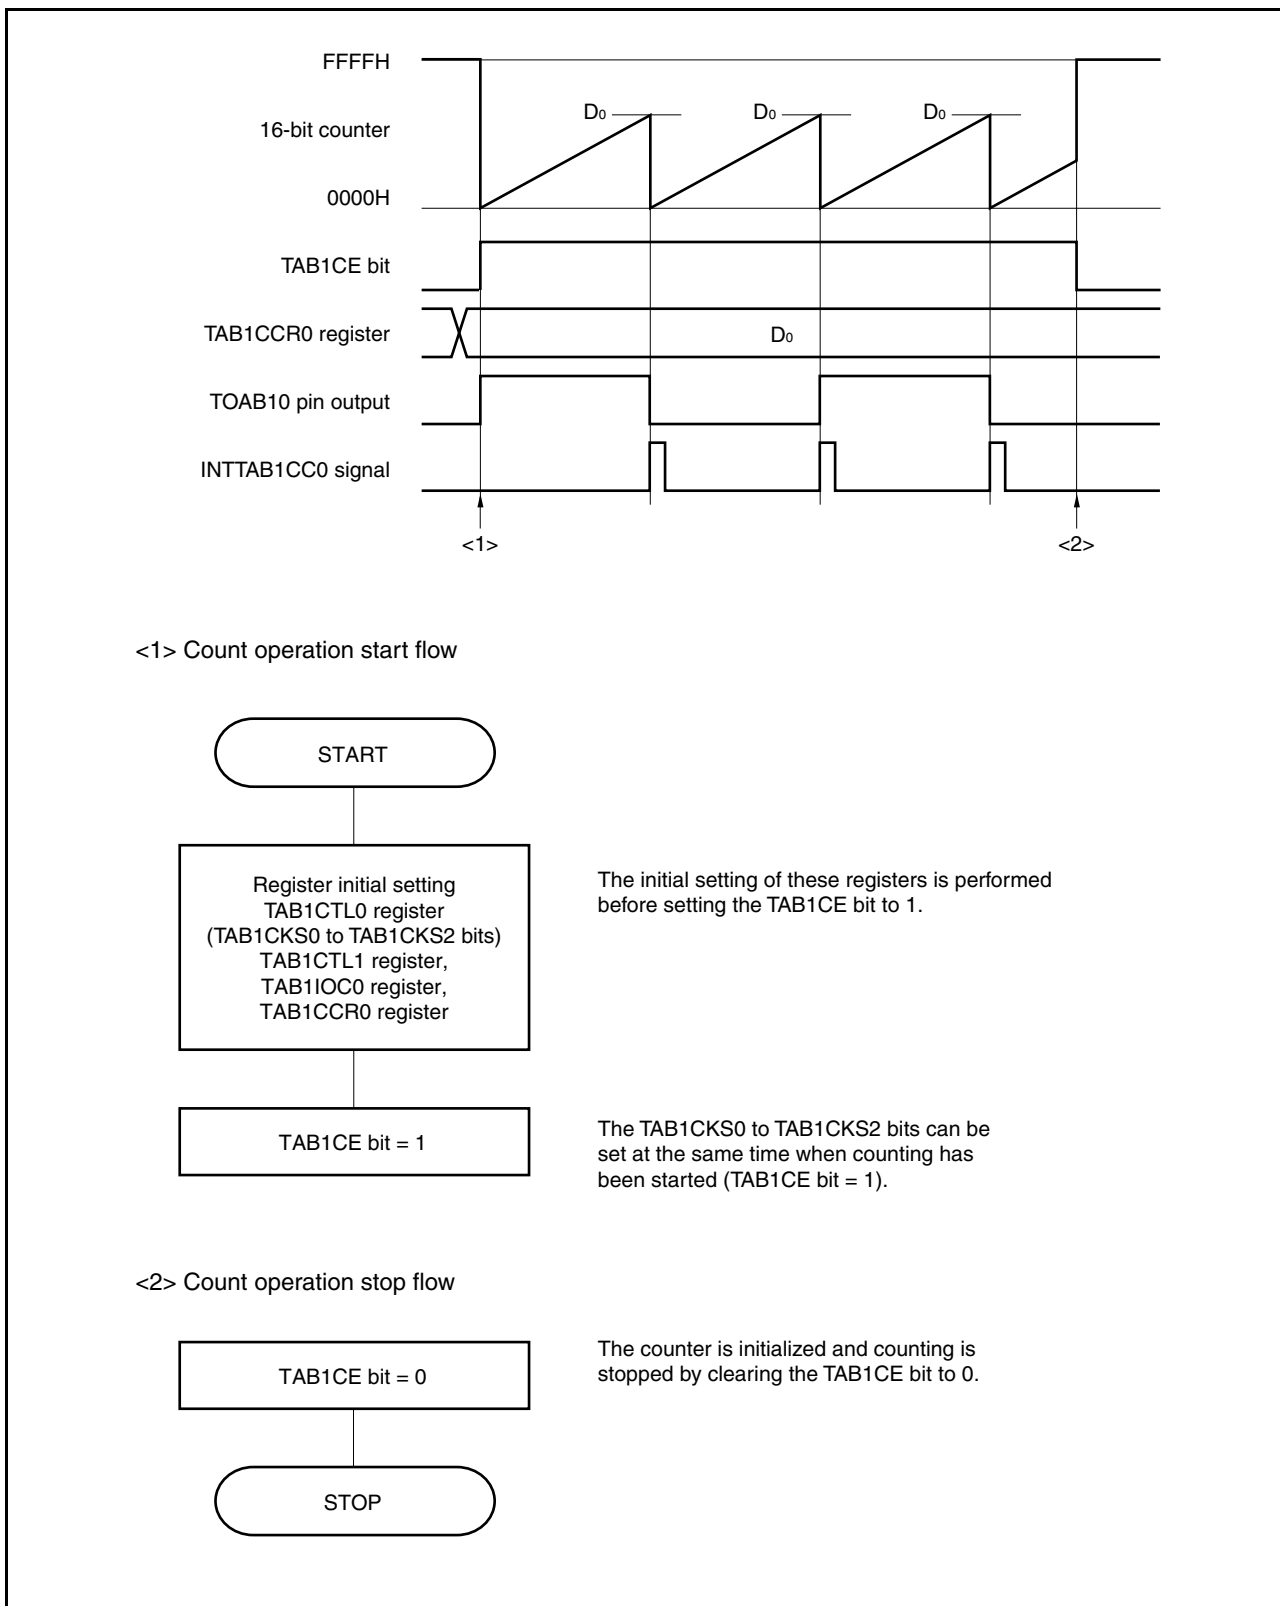 FFFFH
16-bit counter
0000H
D₀
D₀
D₀
TAB1CE bit
TAB1CCR0 register
D₀
TOAB10 pin output
INTTAB1CC0 signal
<1>
<2>
<1> Count operation start flow
START
Register initial setting
TAB1CTL0 register
(TAB1CKS0 to TAB1CKS2 bits)
TAB1CTL1 register,
TAB1IOC0 register,
TAB1CCR0 register
The initial setting of these registers is performed
before setting the TAB1CE bit to 1.
TAB1CE bit = 1
The TAB1CKS0 to TAB1CKS2 bits can be
set at the same time when counting has
been started (TAB1CE bit = 1).
<2> Count operation stop flow
TAB1CE bit = 0
The counter is initialized and counting is
stopped by clearing the TAB1CE bit to 0.
STOP